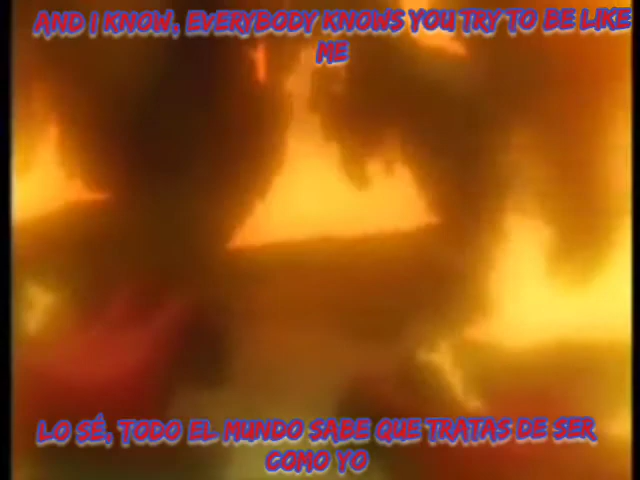 AND I KNOW, EVERYBODY KNOWS YOU TRY TO BE LIKE
ME
LO SÉ, TODO EL MUNDO SABE QUE TRATAS DE SER
COMO YO